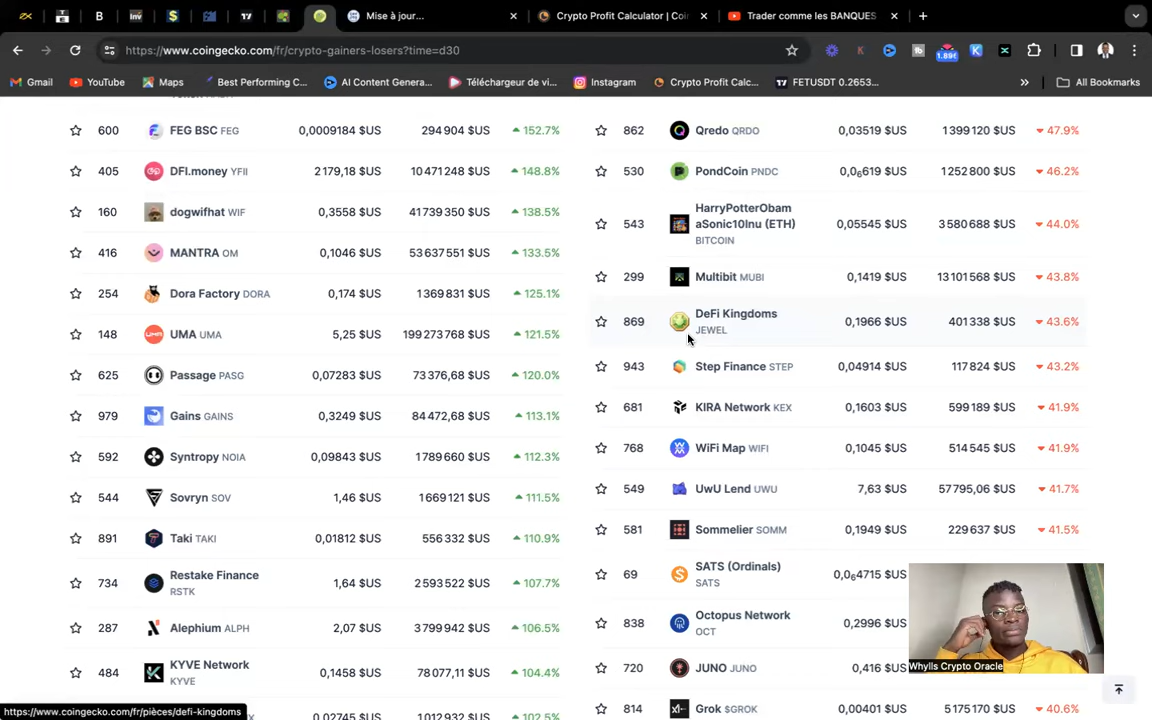 Mise à jour...
Crypto Profit Calculator | Coi
Trader comme les BANQUES
https://www.coingecko.com/fr/crypto-gainers-losers?time=d30
1.89€
Gmail
YouTube
Maps
Best Performing C...
AI Content Genera...
Téléchargeur de vi...
Instagram
Crypto Profit Calc...
FETUSDT 0.2653...
»
All Bookmarks
600 FEG BSC FEG 0,0009184 $US 294 904 $US 152.7%
405 DFI.money YFII 2 179,18 $US 10 471 248 $US 148.8%
160 dogwifhat WIF 0,3558 $US 41 739 350 $US 138.5%
416 MANTRA OM 0,1046 $US 53 637 551 $US 133.5%
254 Dora Factory DORA 0,174 $US 1 369 831 $US 125.1%
148 UMA UMA 5,25 $US 199 273 768 $US 121.5%
625 Passage PASG 0,07283 $US 73 376,68 $US 120.0%
979 Gains GAINS 0,3249 $US 84 472,68 $US 113.1%
592 Syntropy NOIA 0,09843 $US 1 789 660 $US 112.3%
544 Sovryn SOV 1,46 $US 1 669 121 $US 111.5%
891 Taki TAKI 0,01812 $US 556 332 $US 110.9%
734 Restake Finance 1,64 $US 2 593 522 $US 107.7%
RSTK
287 Alephium ALPH 2,07 $US 3 799 942 $US 106.5%
484 KYVE Network 0,1458 $US 78 077,11 $US 104.4%
KYVE
0,02745 $US 1 012 932 $US 102.5%
862 Qredo QRDO 0,03519 $US 1 399 120 $US 47.9%
530 PondCoin PNDC 0,0₆619 $US 1 252 800 $US 46.2%
HarryPotterObam
543 aSonic10Inu (ETH) 0,05545 $US 3 580 688 $US 44.0%
BITCOIN
299 Multibit MUBI 0,1419 $US 13 101 568 $US 43.8%
869 DeFi Kingdoms 0,1966 $US 401 338 $US 43.6%
JEWEL
943 Step Finance STEP 0,04914 $US 117 824 $US 43.2%
681 KIRA Network KEX 0,1603 $US 599 189 $US 41.9%
768 WiFi Map WIFI 0,1045 $US 514 545 $US 41.9%
549 UwU Lend UWU 7,63 $US 57 795,06 $US 41.7%
581 Sommelier SOMM 0,1949 $US 229 637 $US 41.5%
69 SATS (Ordinals) 0,0₆4715 $US
SATS
838 Octopus Network 0,2996 $US
OCT
720 JUNO JUNO 0,416 $US
814 Grok $GROK 0,00401 $US 5 175 170 $US 40.6%
Whylls Crypto Oracle
https://www.coingecko.com/fr/pièces/defi-kingdoms